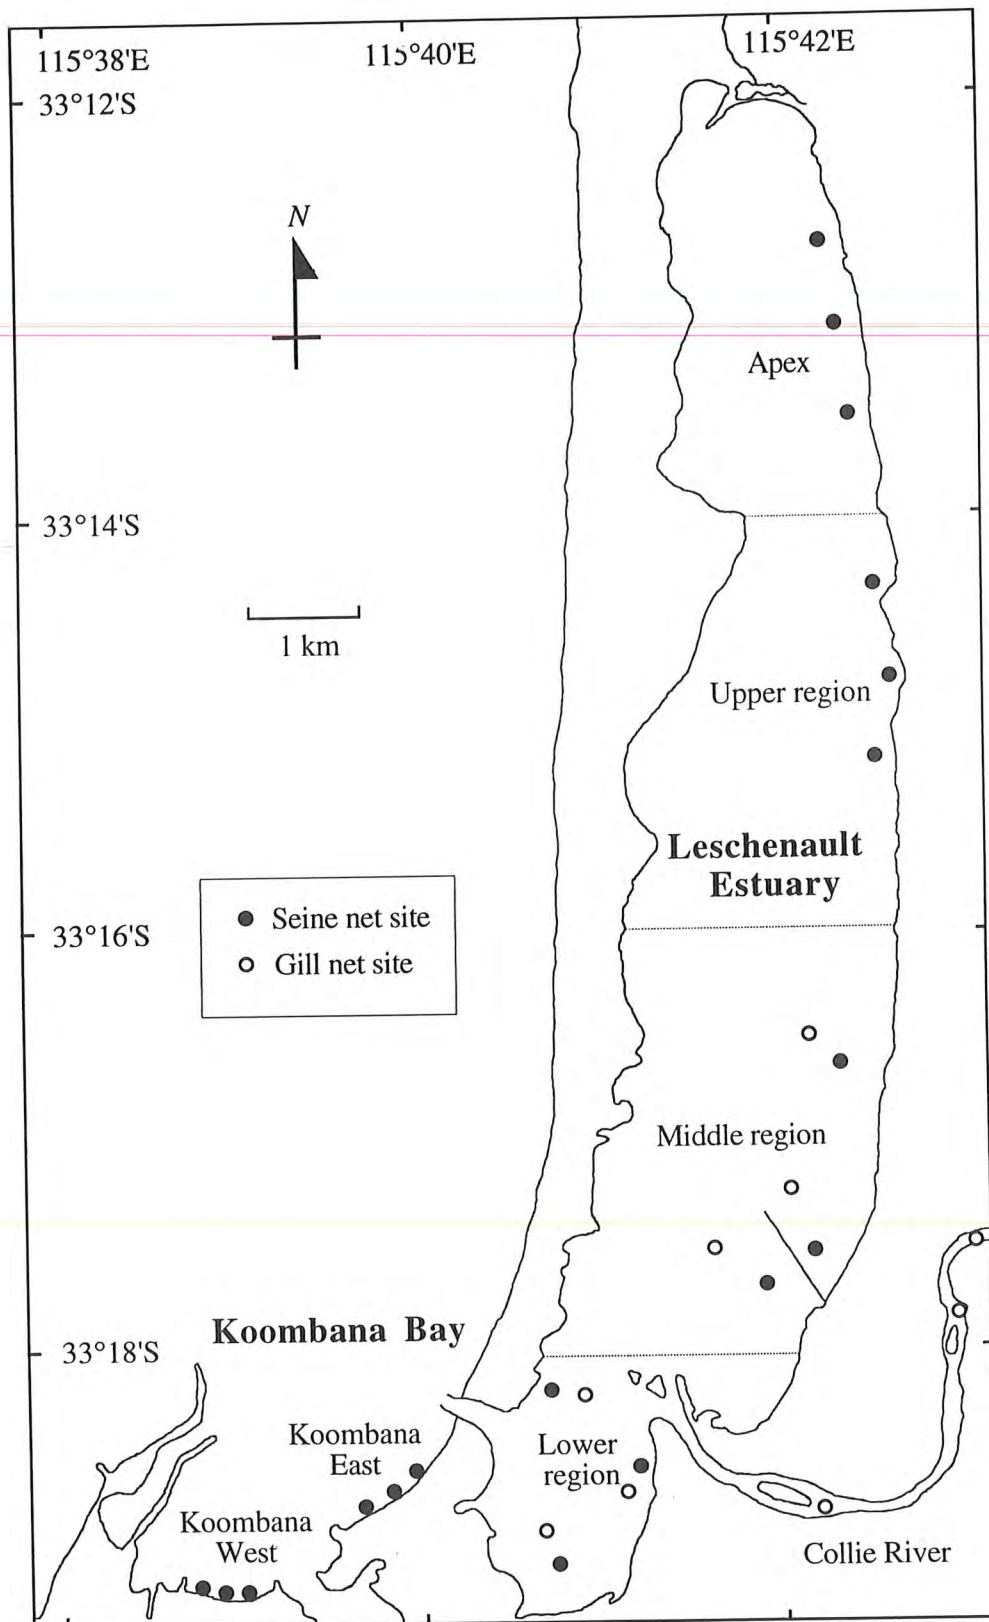 115°38'E
115°40'E
115°42'E
33°12'S
N
Apex
33°14'S
1 km
Upper region
Leschenault
Estuary
Seine net site
33°16'S
Gill net site
Middle region
Koombana Bay
33°18'S
Koombana
East
Lower
region
Koombana
West
Collie River